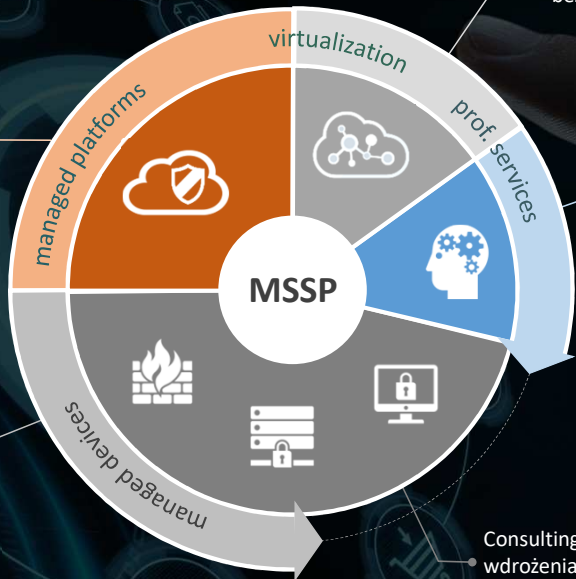 virtualization
managed platforms
prof. services
MSSP
managed devices
Consulting
wdrożenia